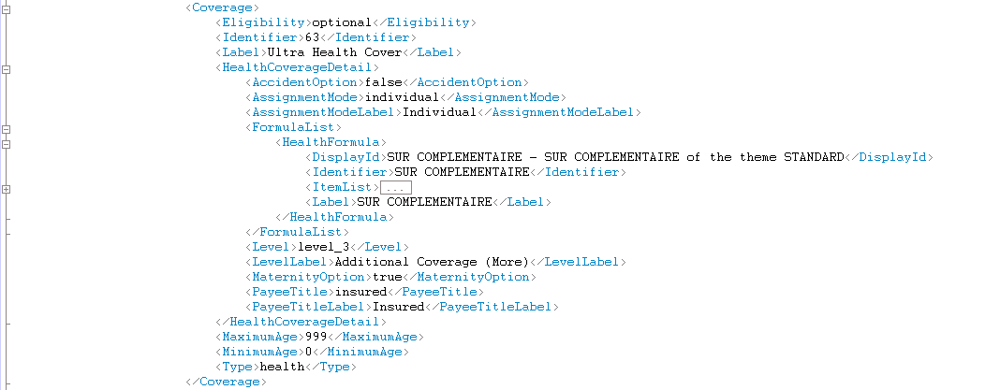 <Coverage>
<Eligibility>optional</Eligibility>
<Identifier>63</Identifier>
<Label>Ultra Health Cover</Label>
<HealthCoverageDetail>
<AccidentOption>false</AccidentOption>
<AssignmentMode>individual</AssignmentMode>
<AssignmentModeLabel>Individual</AssignmentModeLabel>
<FormulaList>
<HealthFormula>
<DisplayId>SUR COMPLEMENTAIRE - SUR COMPLEMENTAIRE of the theme STANDARD</DisplayId>
<Identifier>SUR COMPLEMENTAIRE</Identifier>
<ItemList>...
<Label>SUR COMPLEMENTAIRE</Label>
</HealthFormula>
</FormulaList>
<Level>level_3</Level>
<LevelLabel>Additional Coverage (More)</LevelLabel>
<MaternityOption>true</MaternityOption>
<PayeeTitle>insured</PayeeTitle>
<PayeeTitleLabel>Insured</PayeeTitleLabel>
</HealthCoverageDetail>
<MaximumAge>999</MaximumAge>
<MinimumAge>0</MinimumAge>
<Type>health</Type>
</Coverage>